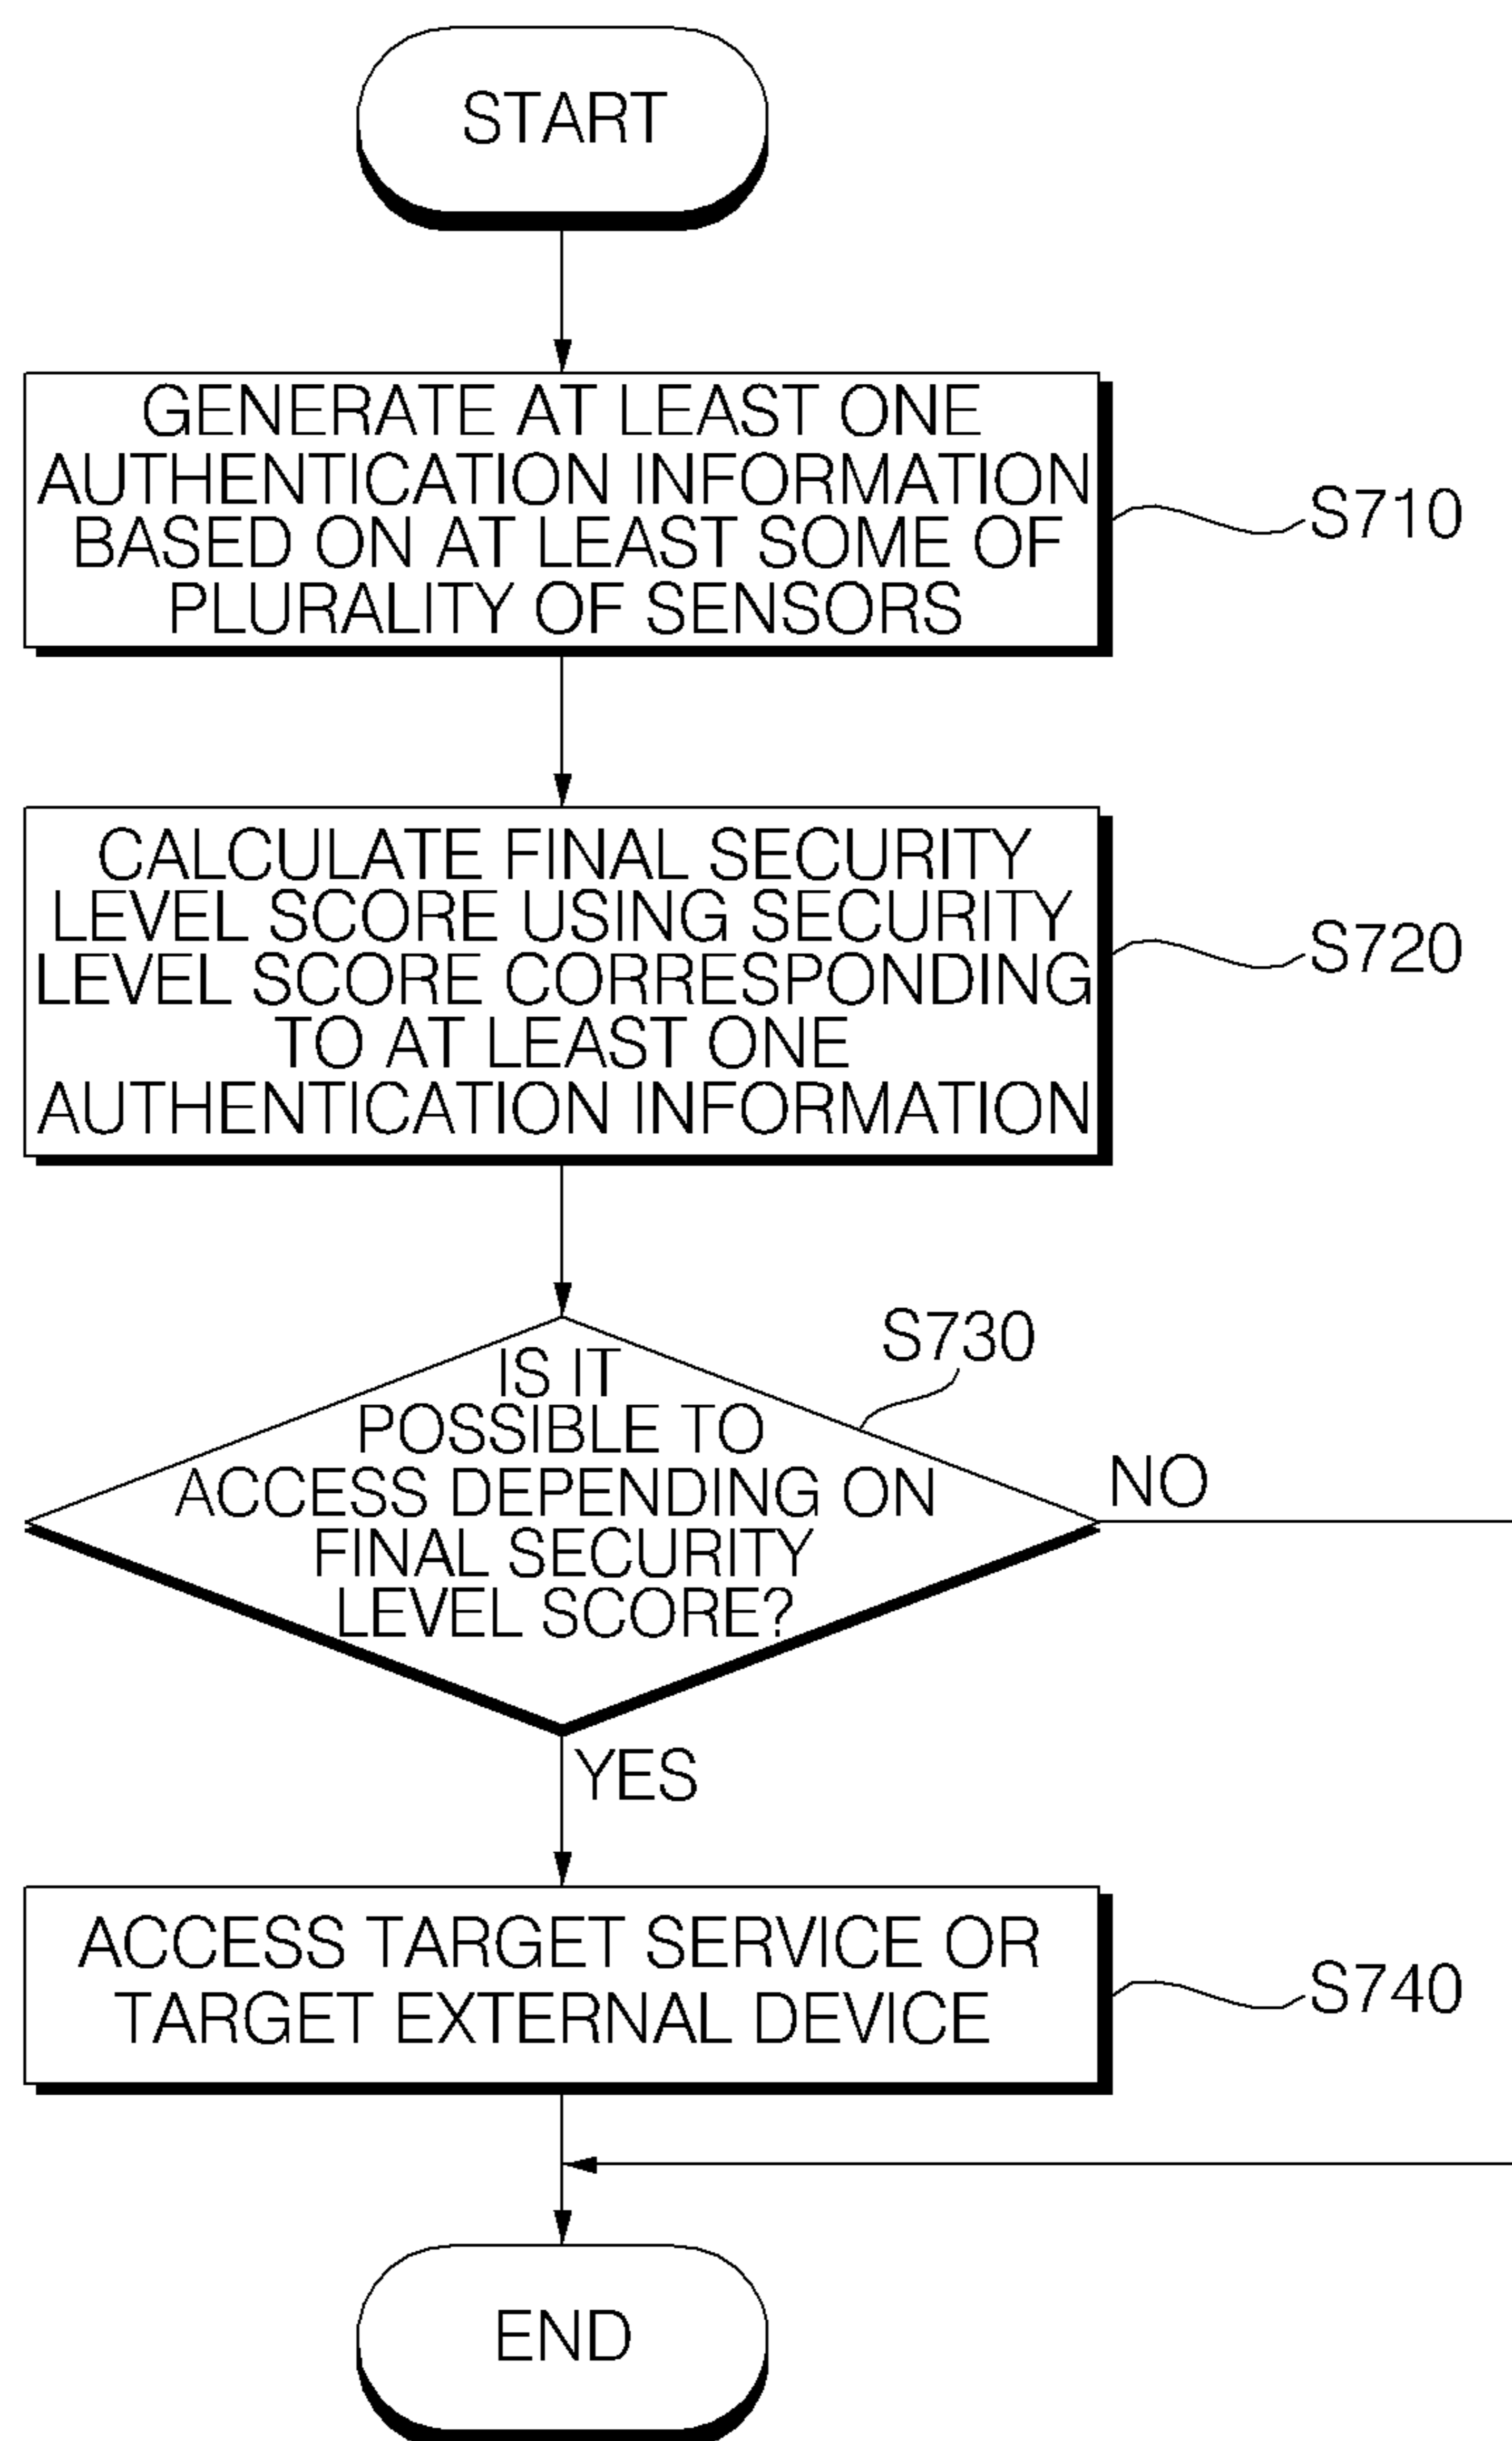 START
GENERATE AT LEAST ONE
AUTHENTICATION INFORMATION
BASED ON AT LEAST SOME OF
PLURALITY OF SENSORS
S710
CALCULATE FINAL SECURITY
LEVEL SCORE USING SECURITY
LEVEL SCORE CORRESPONDING
TO AT LEAST ONE
AUTHENTICATION INFORMATION
S720
S730
IS IT
POSSIBLE TO
ACCESS DEPENDING ON
FINAL SECURITY
LEVEL SCORE?
NO
YES
ACCESS TARGET SERVICE OR
TARGET EXTERNAL DEVICE
S740
END